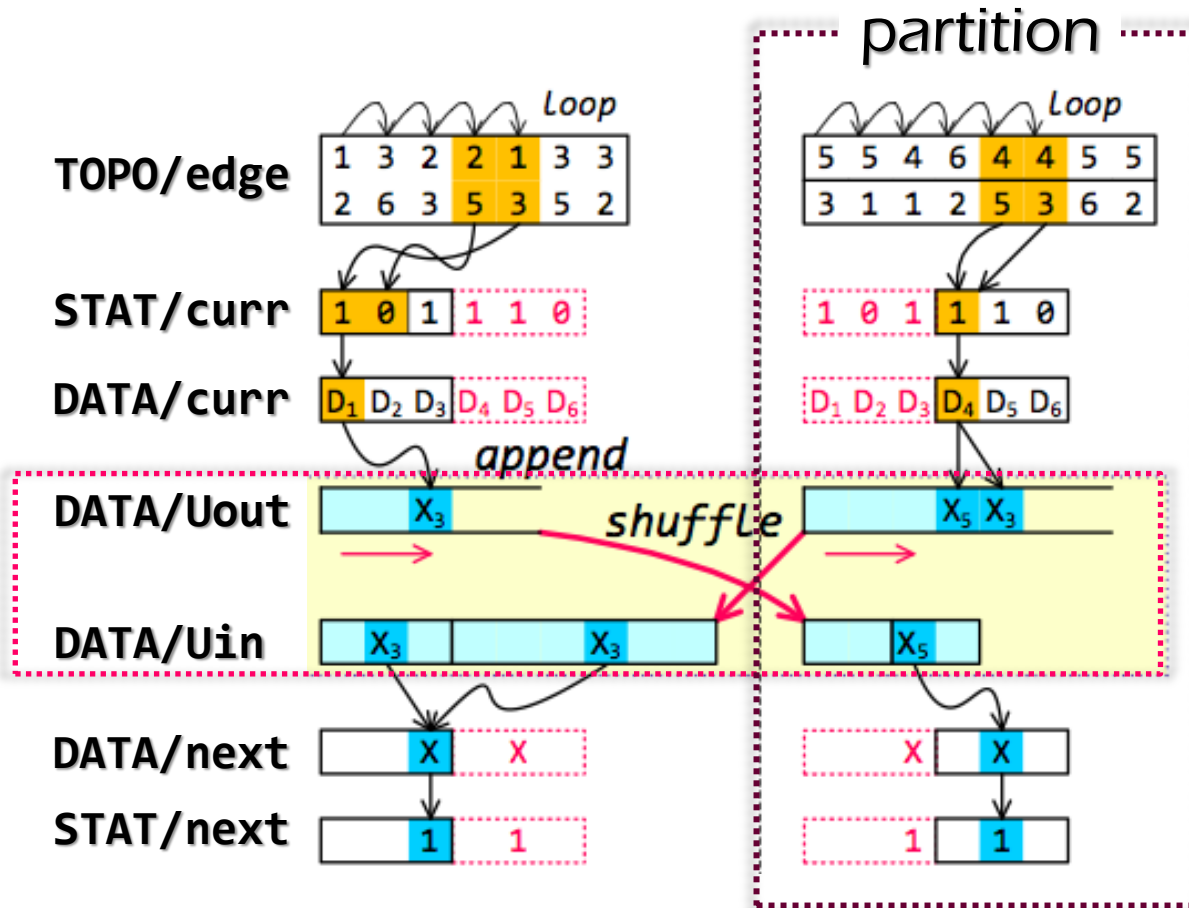 partition
loop loop
TOPO/edge 1 3 2 2 1 3 3 5 5 4 6 4 4 5 5
2 6 3 5 3 5 2 3 1 1 2 5 3 6 2
STAT/curr 1 0 1 1 1 0 1 0 1 1 1 0
DATA/curr D₁ D₂ D₃ D₄ D₅ D₆ D₁ D₂ D₃ D₄ D₅ D₆
append
DATA/Uout X₃ shuffle X₅ X₃
DATA/Uin X₃ X₃ X₅
DATA/next X X X X
STAT/next 1 1 1 1